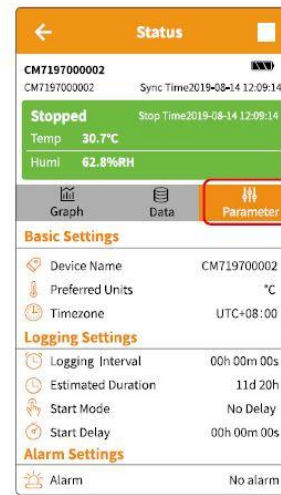 Status
CM7197000002
CM7197000002 Sync Time2019-08-14 12:09:14
Stopped Stop Time2019-08-14 12:09:14
Temp 30.7°C
Humi 62.8%RH
Graph Data Parameter
Basic Settings
Device Name CM719700002
Preferred Units °C
Timezone UTC+08:00
Logging Settings
Logging Interval 00h 00m 00s
Estimated Duration 11d 20h
Start Mode No Delay
Start Delay 00h 00m 00s
Alarm Settings
Alarm No alarm